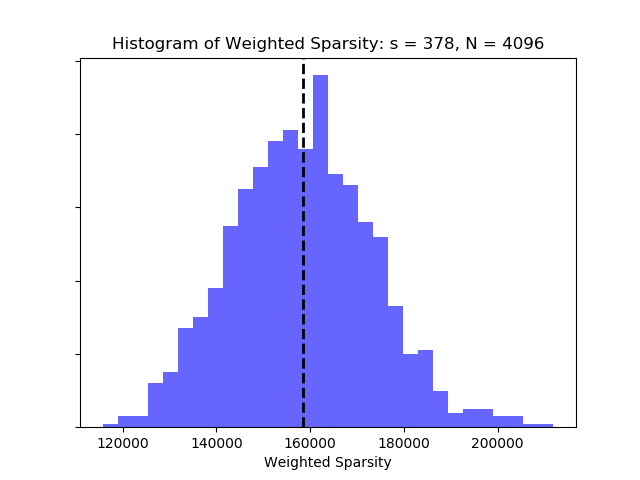 Histogram of Weighted Sparsity: s = 378, N = 4096
120000 140000 160000 180000 200000
Weighted Sparsity